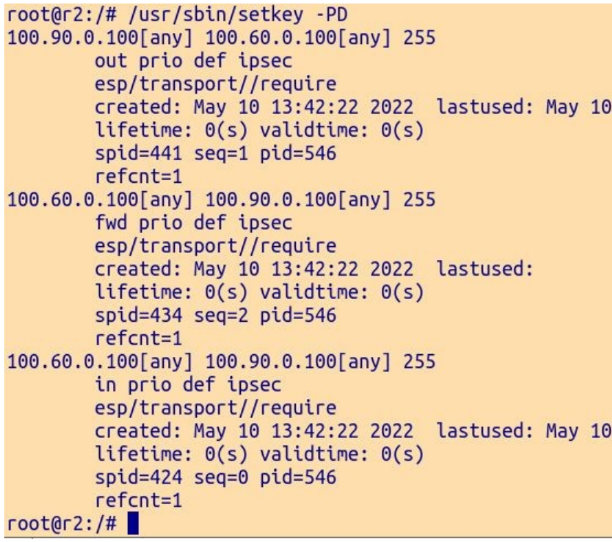 root@r2:/# /usr/sbin/setkey -PD
100.90.0.100[any] 100.60.0.100[any] 255
        out prio def ipsec
        esp/transport//require
        created: May 10 13:42:22 2022  lastused: May 10
        lifetime: 0(s) validtime: 0(s)
        spid=441 seq=1 pid=546
        refcnt=1
100.60.0.100[any] 100.90.0.100[any] 255
        fwd prio def ipsec
        esp/transport//require
        created: May 10 13:42:22 2022  lastused:
        lifetime: 0(s) validtime: 0(s)
        spid=434 seq=2 pid=546
        refcnt=1
100.60.0.100[any] 100.90.0.100[any] 255
        in prio def ipsec
        esp/transport//require
        created: May 10 13:42:22 2022  lastused: May 10
        lifetime: 0(s) validtime: 0(s)
        spid=424 seq=0 pid=546
        refcnt=1
root@r2:/#